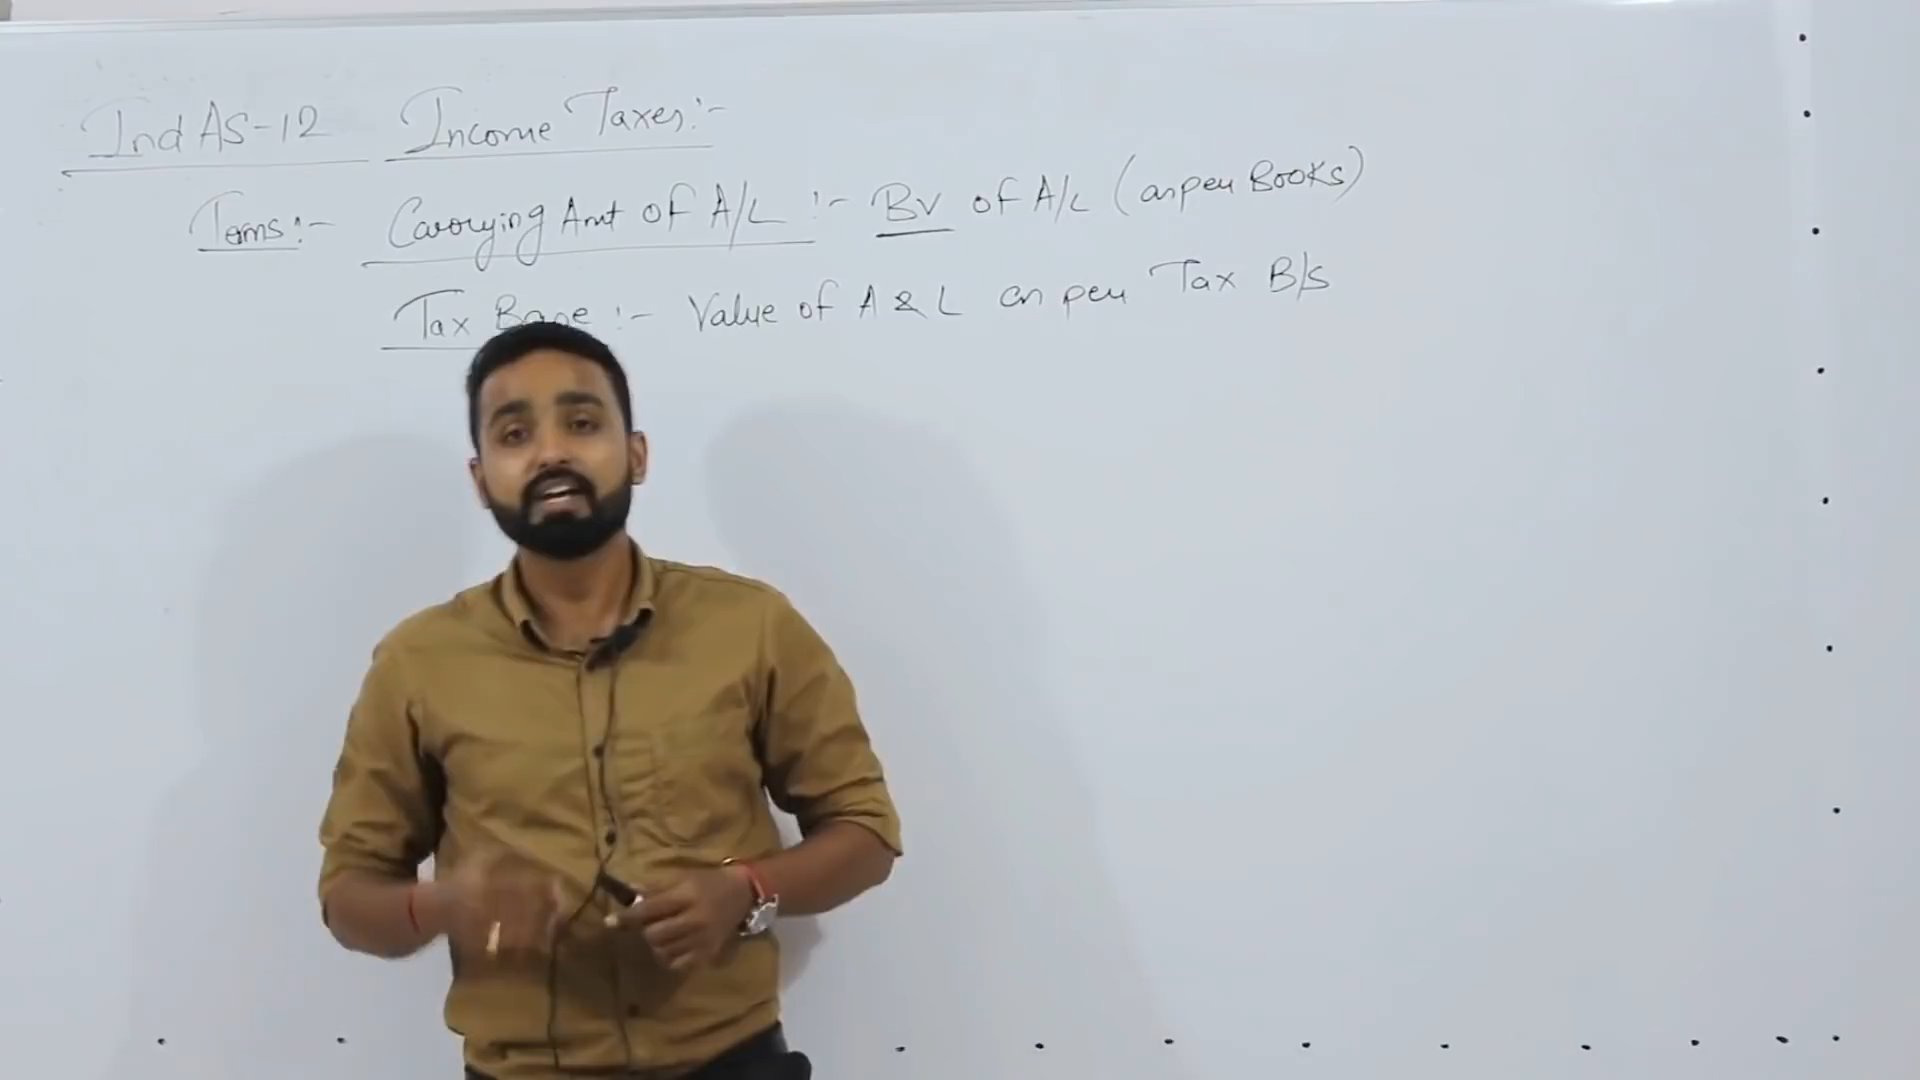 Ind AS-12 Income Taxes:-
Terms:- Carrying Amt of A/L :- BV of A/L (as per Books)
Tax Base :- Value of A & L as per Tax B/S